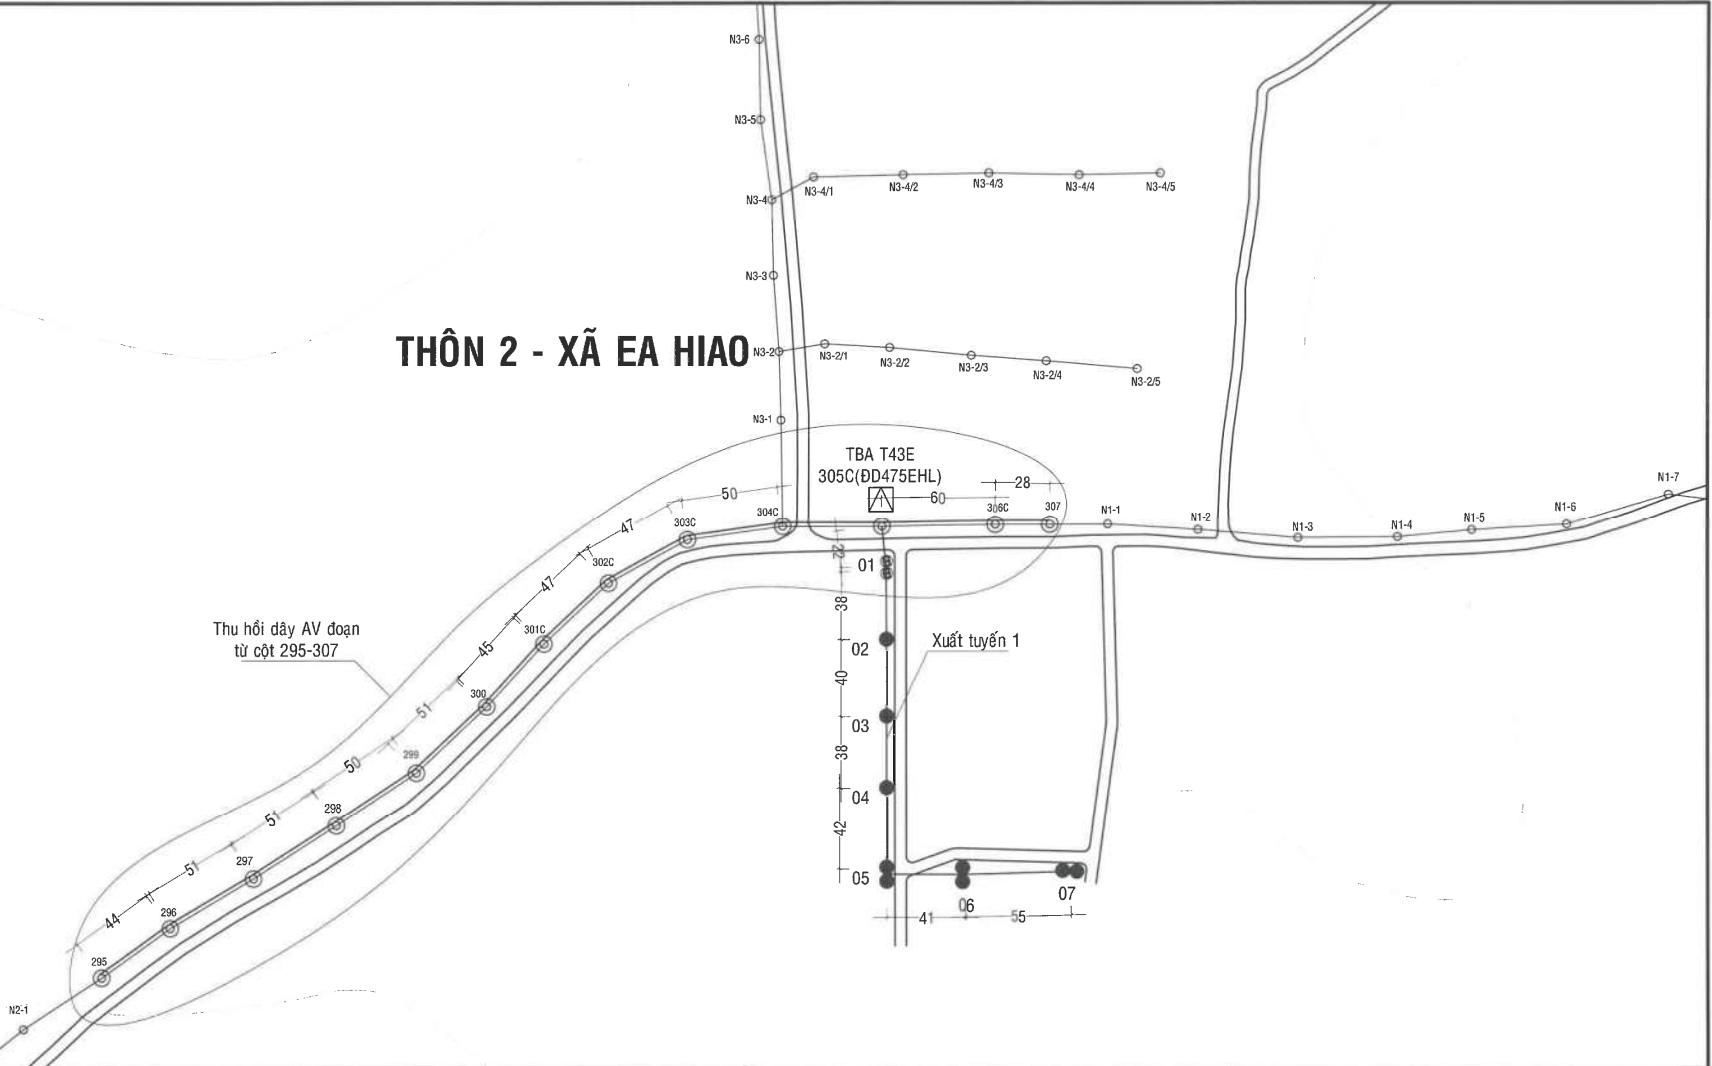 N3-6
N3-5
N3-4/1
N3-4/2
N3-4/3
N3-4/4
N3-4/5
N3-4
N3-3
THÔN 2 - XÃ EA HIAO
N3-2
N3-2/1
N3-2/2
N3-2/3
N3-2/4
N3-2/5
N3-1
TBA T43E
305C(ĐD475EHL)
60
28
306C
307
N1-1
N1-2
N1-3
N1-4
N1-5
N1-6
N1-7
50
304C
47
303C
47
302C
45
301C
51
300
50
299
51
298
51
297
44
296
295
N2-1
Thu hồi dây AV đoạn
từ cột 295-307
22
01
38
02
Xuất tuyến 1
40
03
38
04
42
05
06
07
41
55